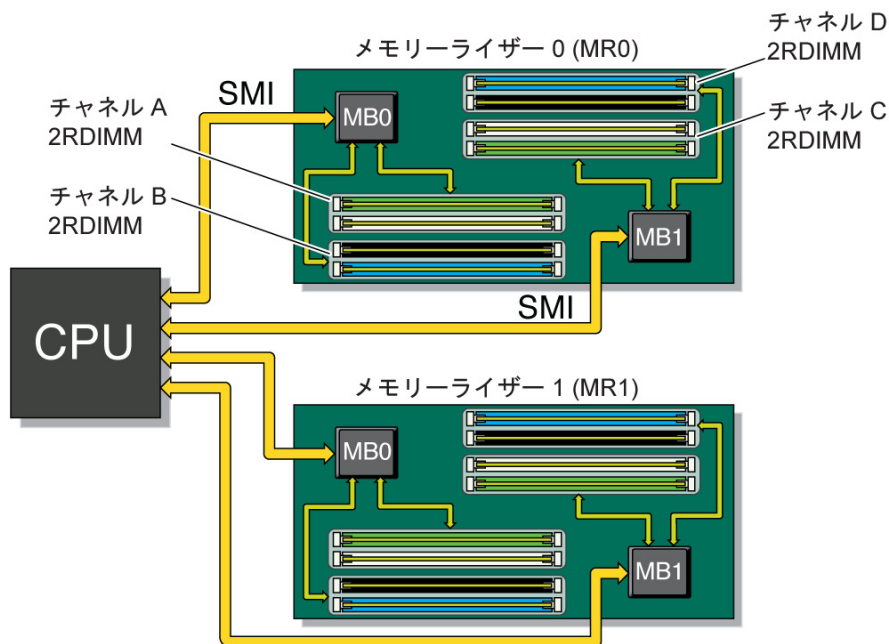 チャネル D
2RDIMM
メモリーライザー 0 (MR0)
SMI
チャネル A
2RDIMM
MB0
チャネル C
2RDIMM
チャネル B
2RDIMM
MB1
SMI
CPU
メモリーライザー 1 (MR1)
MB0
MB1